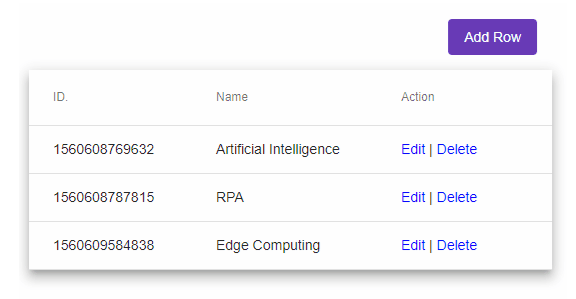 Add Row
ID. Name Action
1560608769632 Artificial Intelligence Edit | Delete
1560608787815 RPA Edit | Delete
1560609584838 Edge Computing Edit | Delete